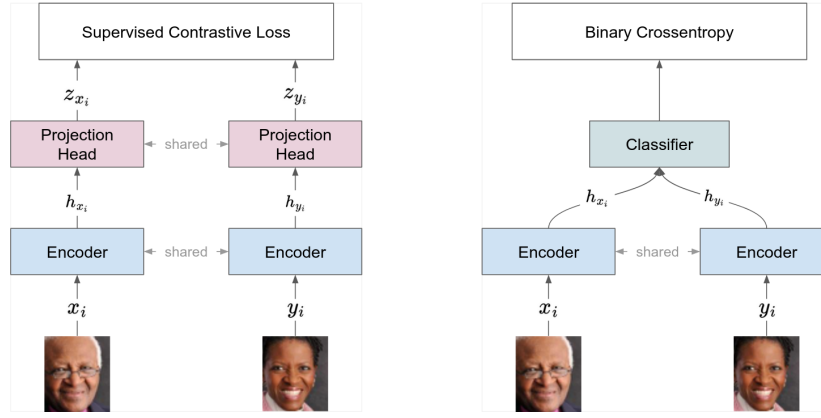 Supervised Contrastive Loss
z_{x_i} z_{y_i}
Projection Head shared Projection Head
h_{x_i} h_{y_i}
Encoder shared Encoder
x_i y_i
Binary Crossentropy
Classifier
h_{x_i} h_{y_i}
Encoder shared Encoder
x_i y_i